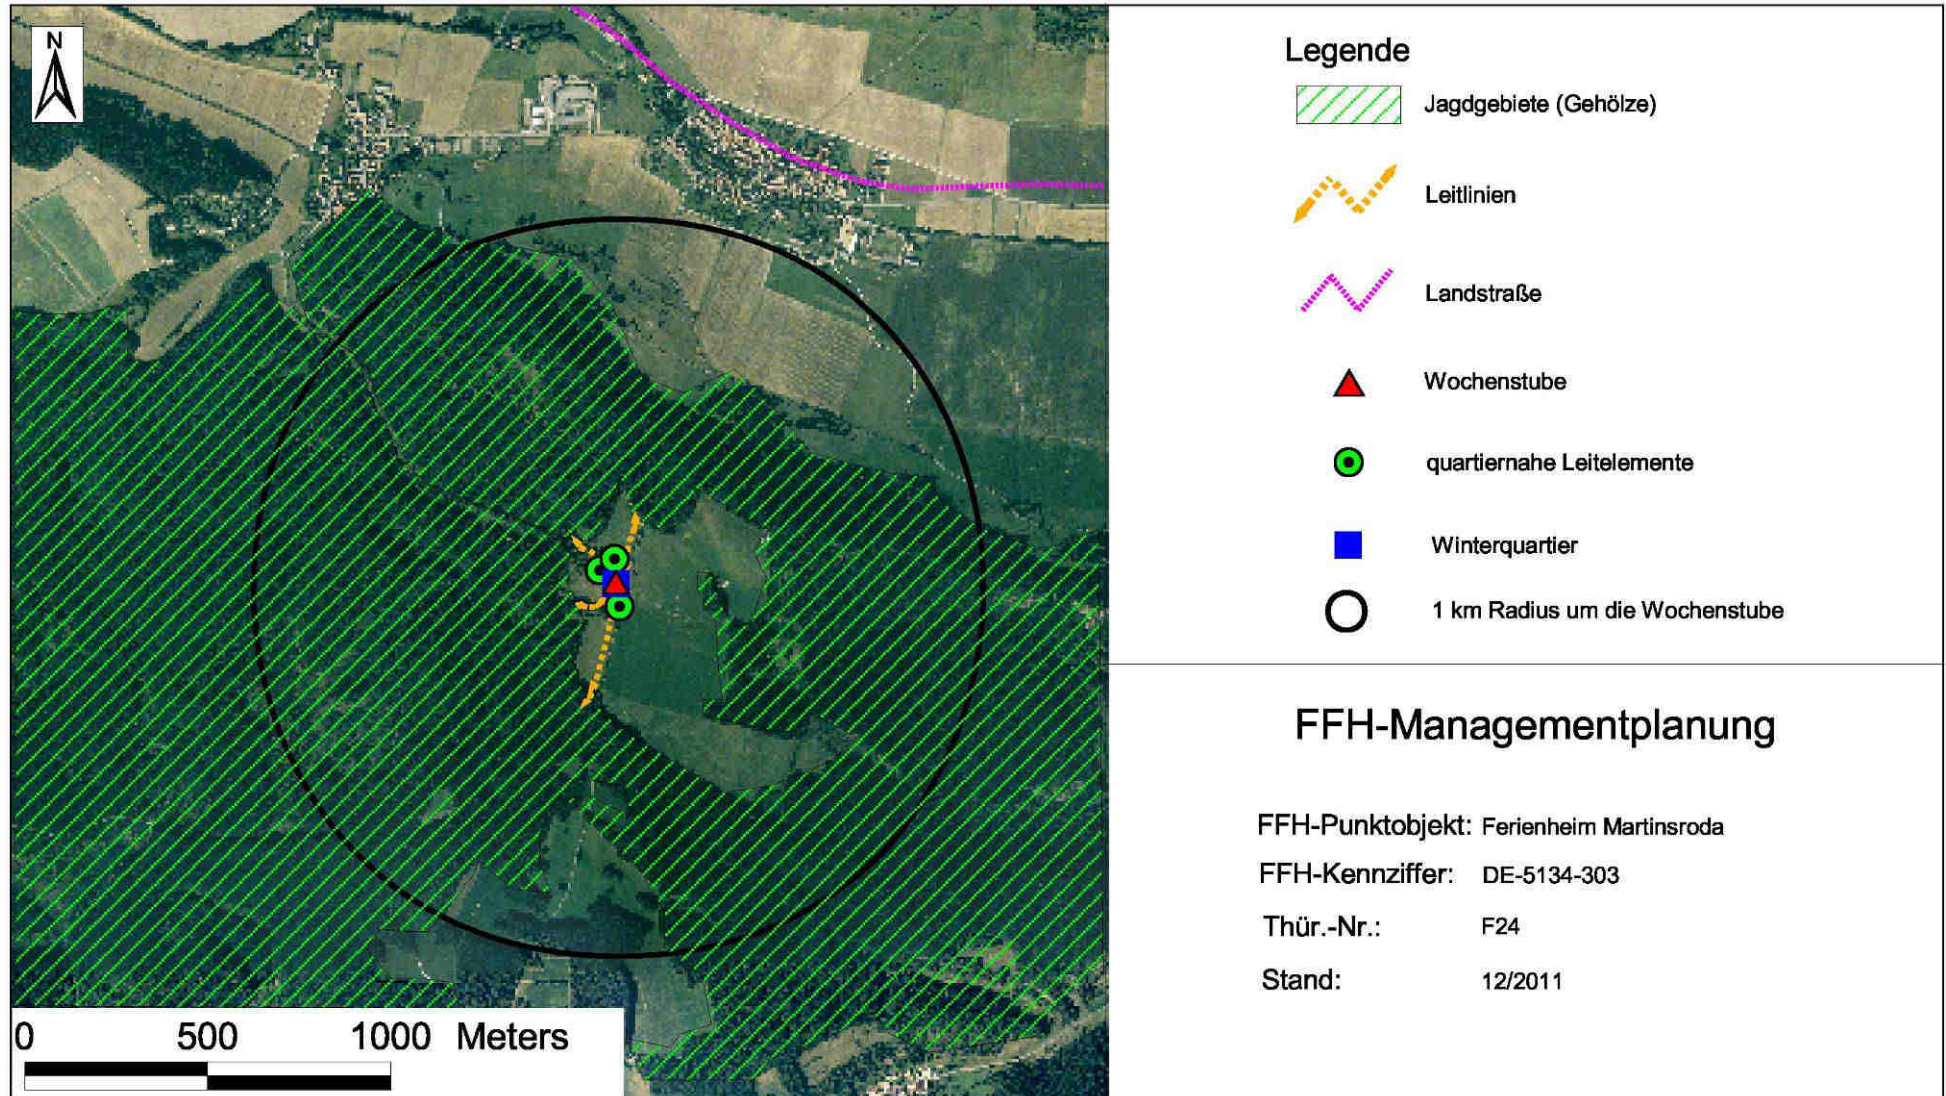 N
0 500 1000 Meters
Legende
Jagdgebiete (Gehölze)
Leitlinien
Landstraße
Wochenstube
quartiernahe Leitelemente
Winterquartier
1 km Radius um die Wochenstube
FFH-Managementplanung
FFH-Punktobjekt: Ferienheim Martinsroda
FFH-Kennziffer: DE-5134-303
Thür.-Nr.: F24
Stand: 12/2011